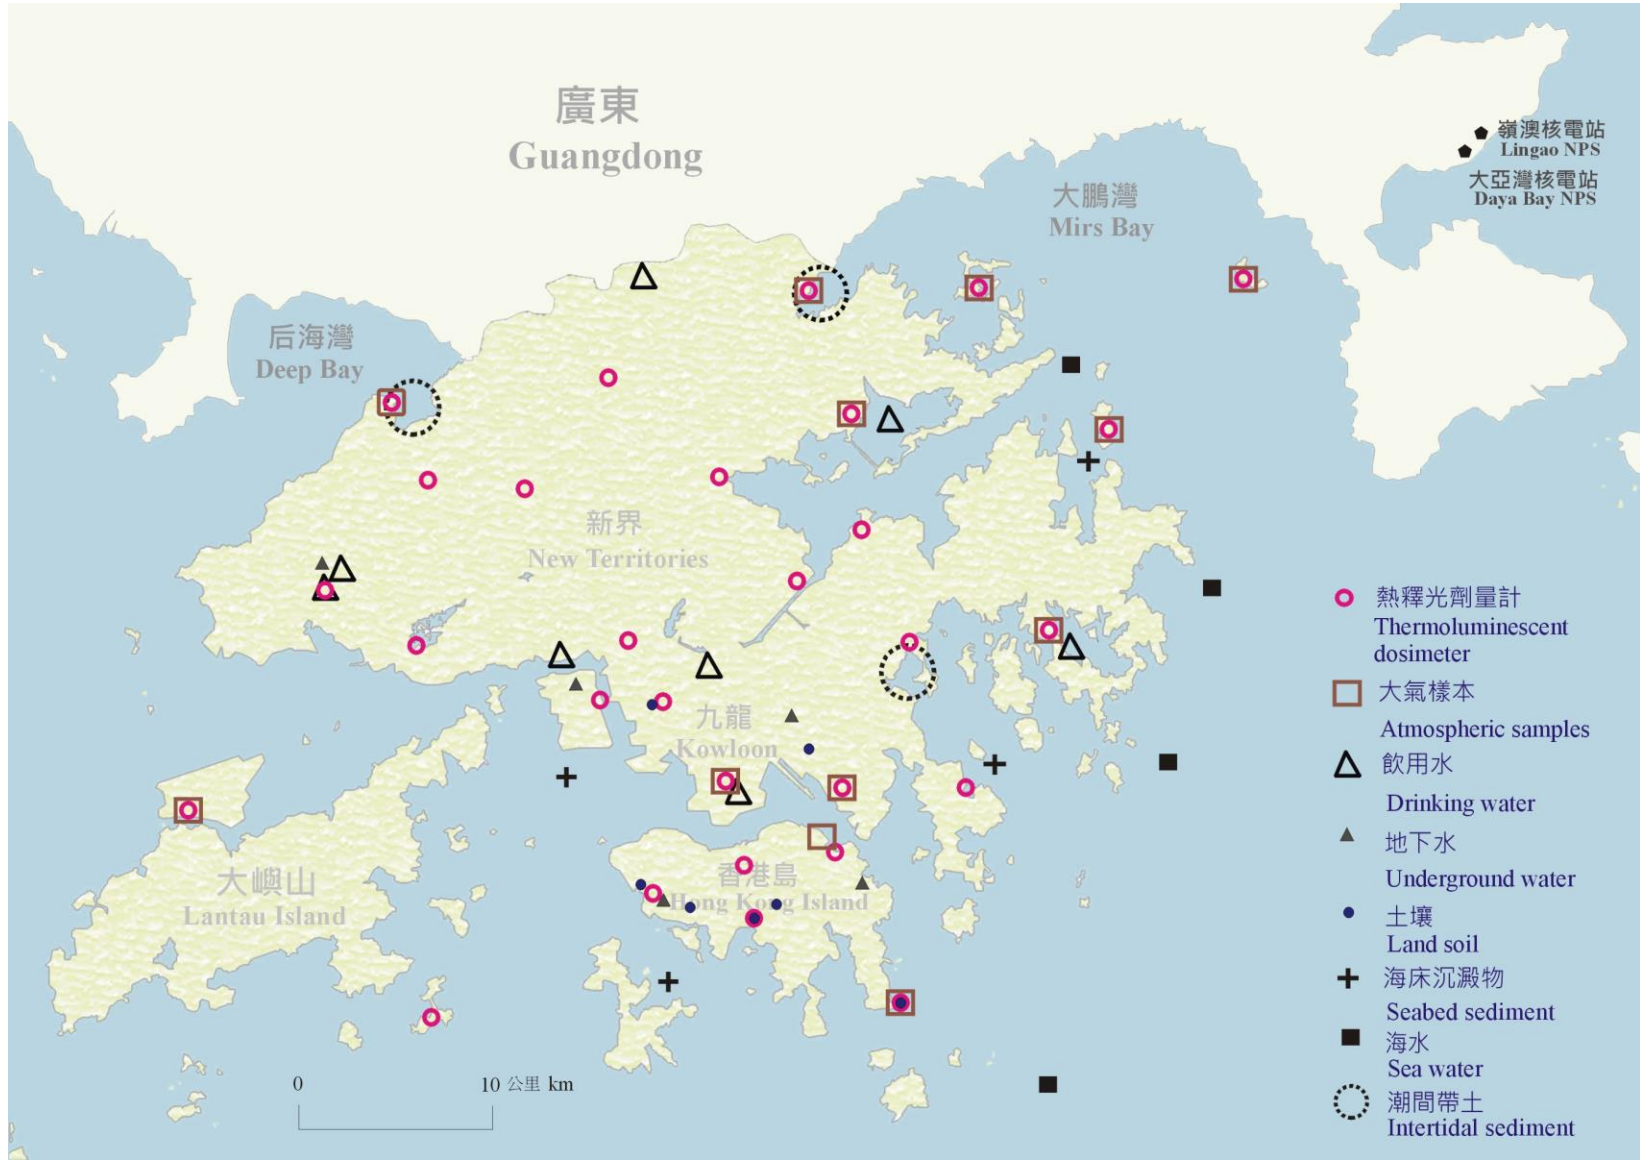 廣東
Guangdong
嶺澳核電站
Lingao NPS
大亞灣核電站
Daya Bay NPS
大鵬灣
Mirs Bay
后海灣
Deep Bay
新界
New Territories
九龍
Kowloon
香港島
Hong Kong Island
大嶼山
Lantau Island
0
10 公里 km
熱釋光劑量計
Thermoluminescent
dosimeter
大氣樣本
Atmospheric samples
飲用水
Drinking water
地下水
Underground water
土壤
Land soil
海床沉澱物
Seabed sediment
海水
Sea water
潮間帶土
Intertidal sediment